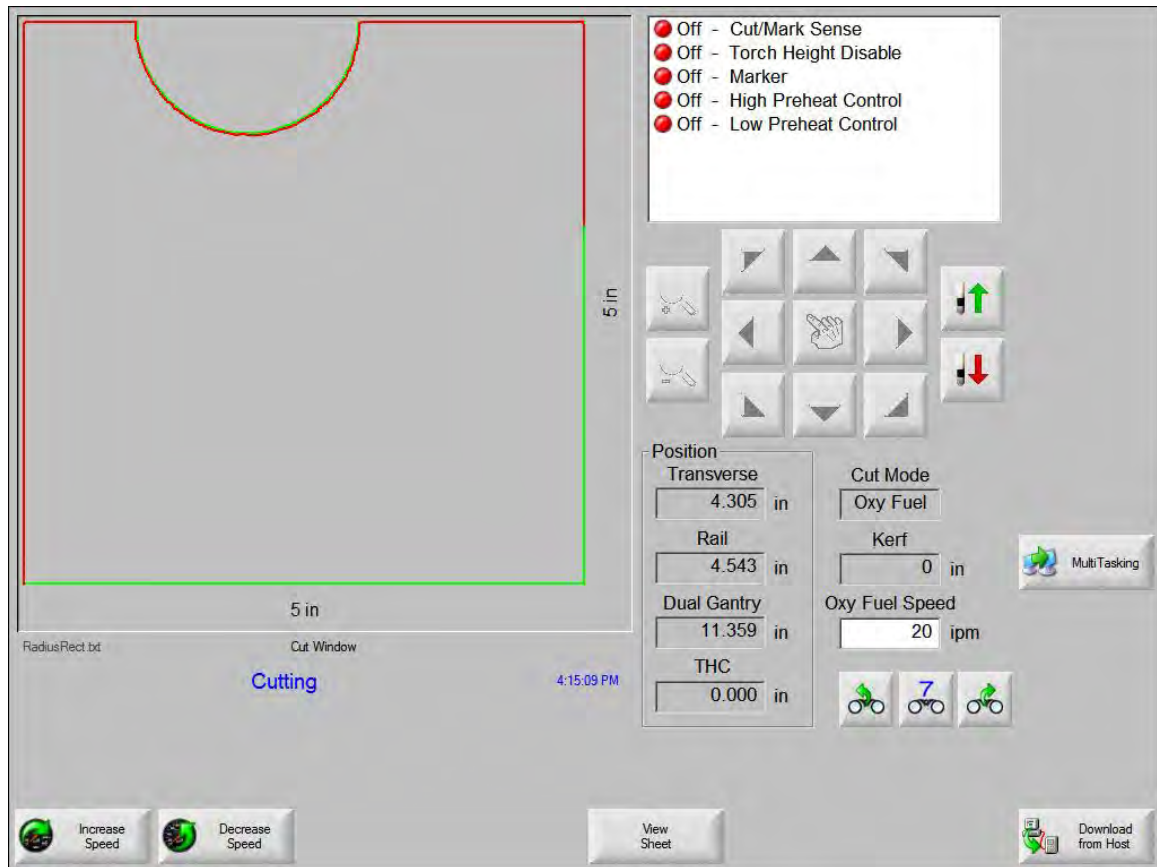 Off - Cut/Mark Sense
Off - Torch Height Disable
Off - Marker
Off - High Preheat Control
Off - Low Preheat Control
5 in
5 in
RadiusRect.txt
Cut Window
Cutting
4:15:09 PM
Position
Transverse
4.305 in
Rail
4.543 in
Dual Gantry
11.359 in
THC
0.000 in
Cut Mode
Oxy Fuel
Kerf
0 in
Oxy Fuel Speed
20 ipm
7
MultiTasking
Increase
Speed
Decrease
Speed
View
Sheet
Download
from Host